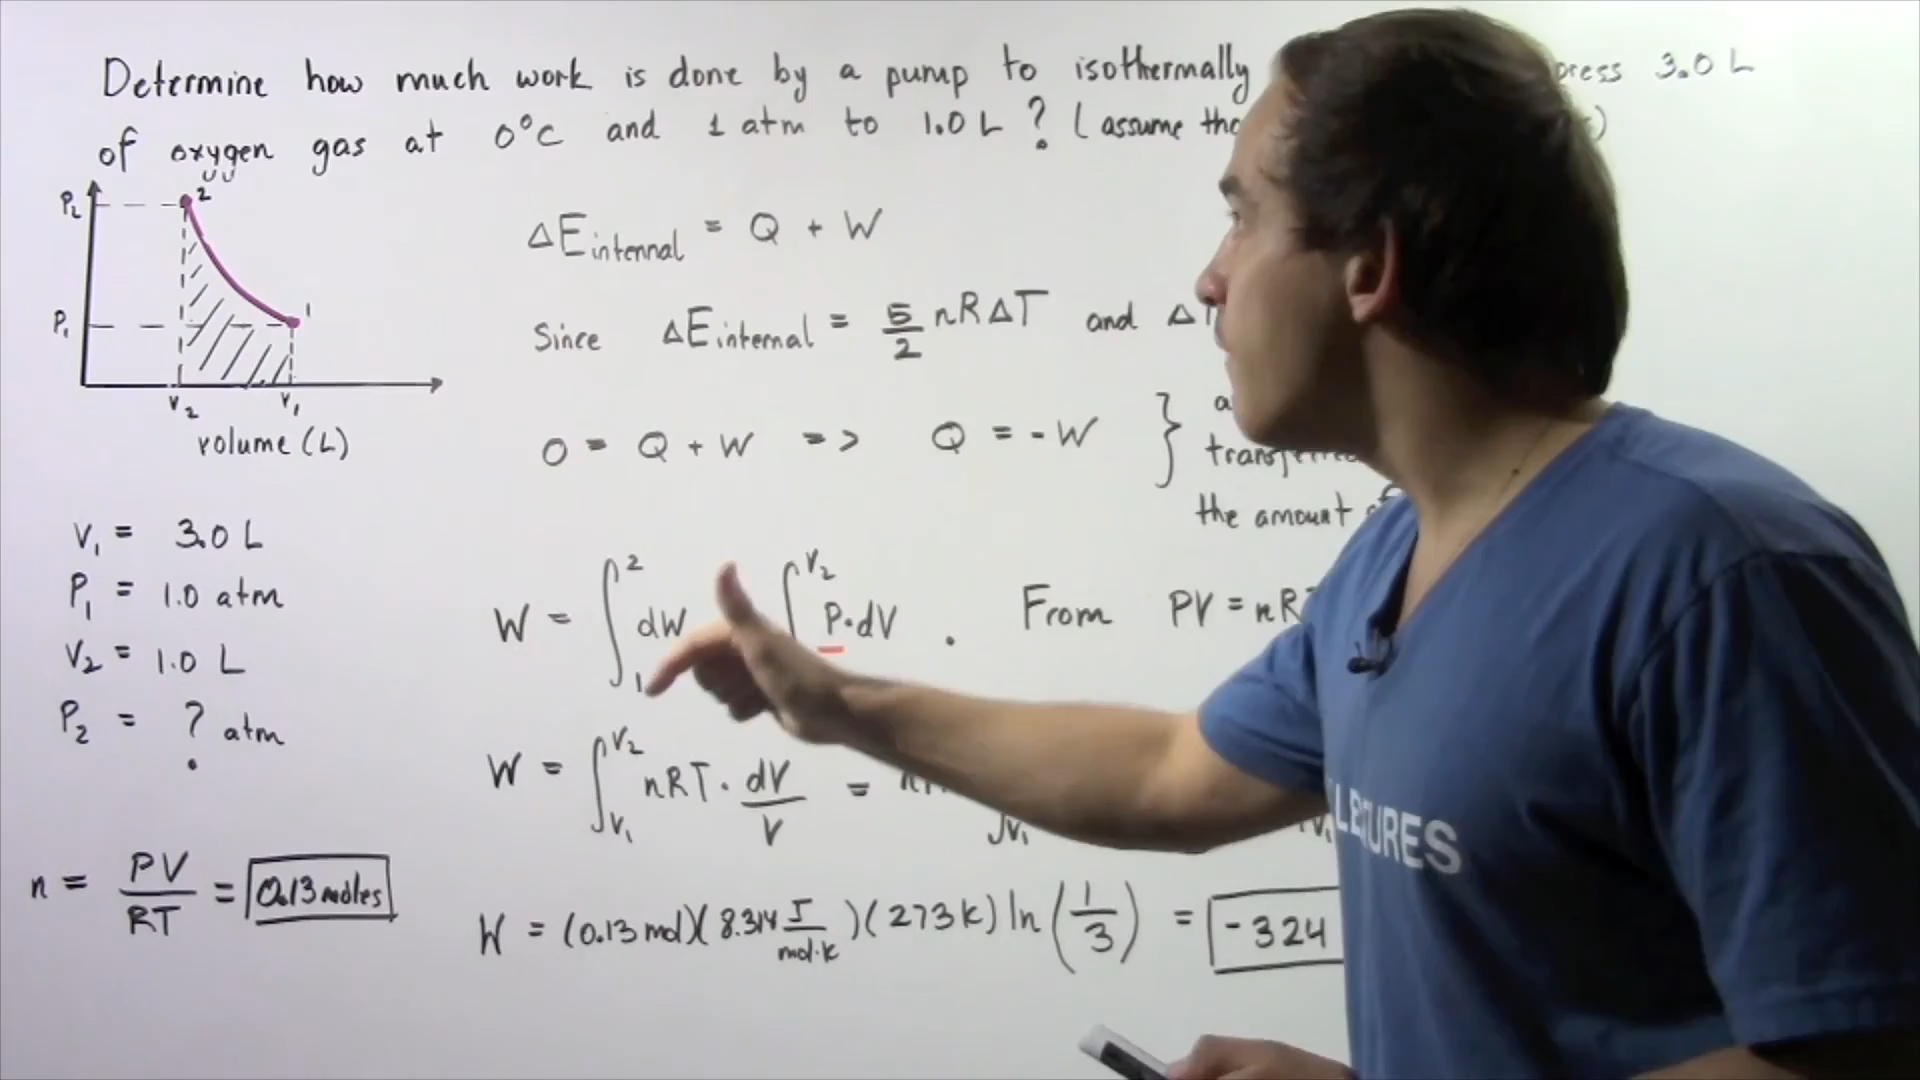 Determine how much work is done by a pump to isothermally press 3.0 L
of oxygen gas at 0°C and 1 atm to 1.0 L ? (assume )
P2
2
P1
1
V2 V1
volume (L)
ΔEinternal = Q + W
Since ΔEinternal = 5/2 nRΔT and Δ
0 = Q + W => Q = -W }
the amount
V1 = 3.0 L
P1 = 1.0 atm
V2 = 1.0 L
P2 = ? atm
n = PV/RT = 0.13 moles
W = ∫₁² dW ∫^V2 P·dV . From PV = nR
W = ∫_V1^V2 nRT · dV/V =
∫V1
W = (0.13 mol)(8.314 J/mol·K)(273 K) ln(1/3) = -324
LECTURES